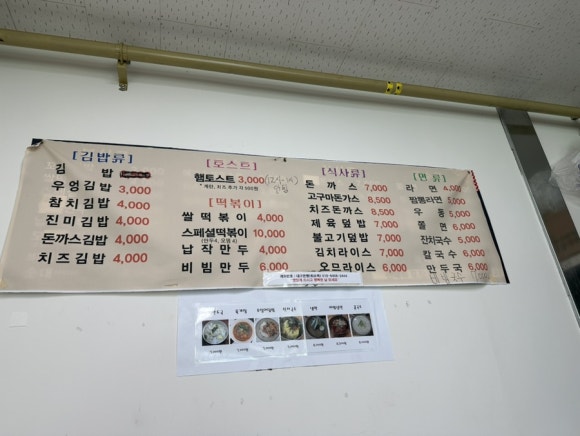 [김밥류]
김 밥
우엉김밥 3,000
참치김밥 4,000
진미김밥 4,000
돈까스김밥 4,000
치즈김밥 4,000
[토스트]
햄토스트 3,000
[떡볶이]
쌀떡볶이 4,000
스페셜떡볶이 10,000
납작만두 4,000
비빔만두 6,000
[식사류]
돈까스 7,000
고구마돈가스 8,500
치즈돈까스 8,500
제육덮밥 7,000
불고기덮밥 7,000
김치라이스 7,000
오므라이스 6,000
[면류]
라면 4,000
짬뽕라면 5,000
우동 5,000
쫄면 6,000
잔치국수 5,000
칼국수 6,000
만두국 6,000